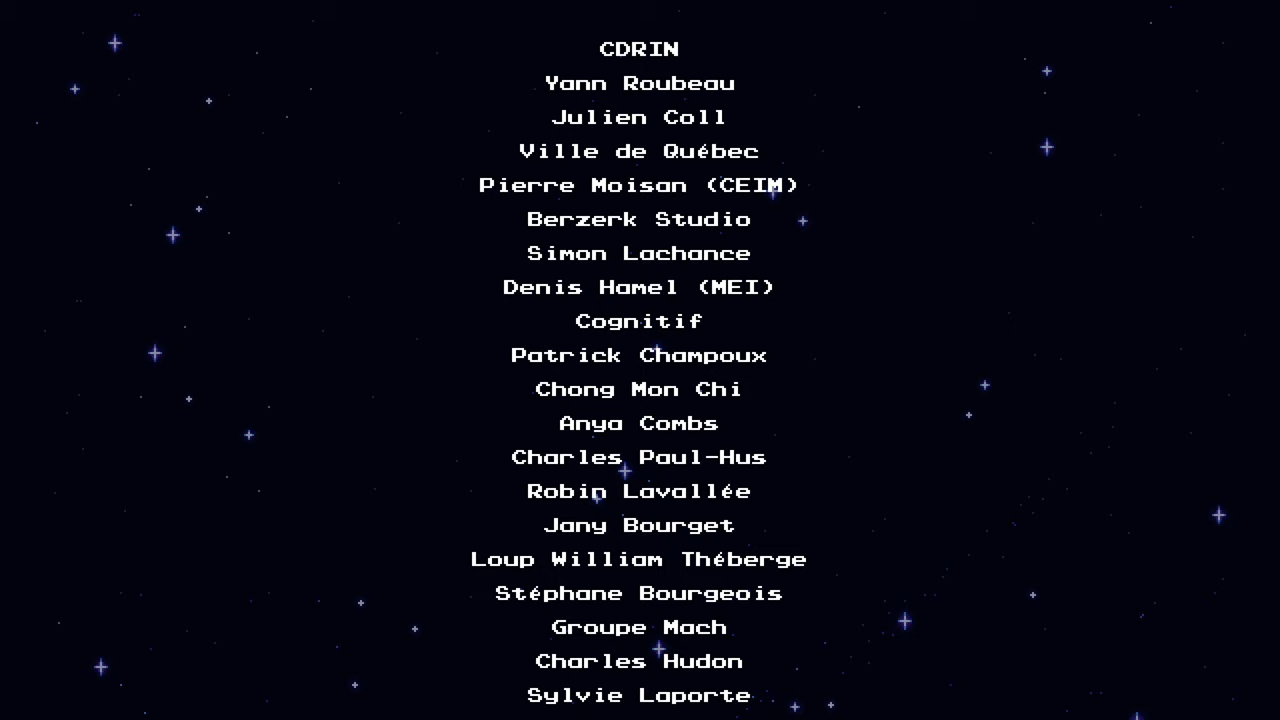 CDRIN
Yann Roubeau
Julien Coll
Ville de Québec
Pierre Moisan (CEIM)
Berzerk Studio
Simon Lachance
Denis Hamel (MEI)
Cognitif
Patrick Champoux
Chong Mon Chi
Anya Combs
Charles Paul-Hus
Robin Lavallée
Jany Bourget
Loup William Théberge
Stéphane Bourgeois
Groupe Mach
Charles Hudon
Sylvie Laporte